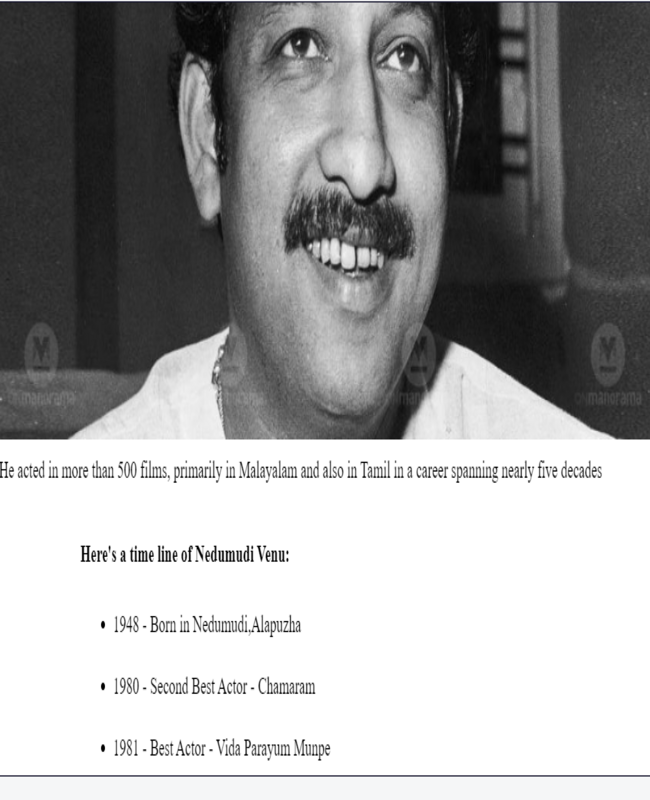 onmanorama
onmanorama
He acted in more than 500 films, primarily in Malayalam and also in Tamil in a career spanning nearly five decades
Here's a time line of Nedumudi Venu:
• 1948 - Born in Nedumudi,Alapuzha
• 1980 - Second Best Actor - Chamaram
• 1981 - Best Actor - Vida Parayum Munpe